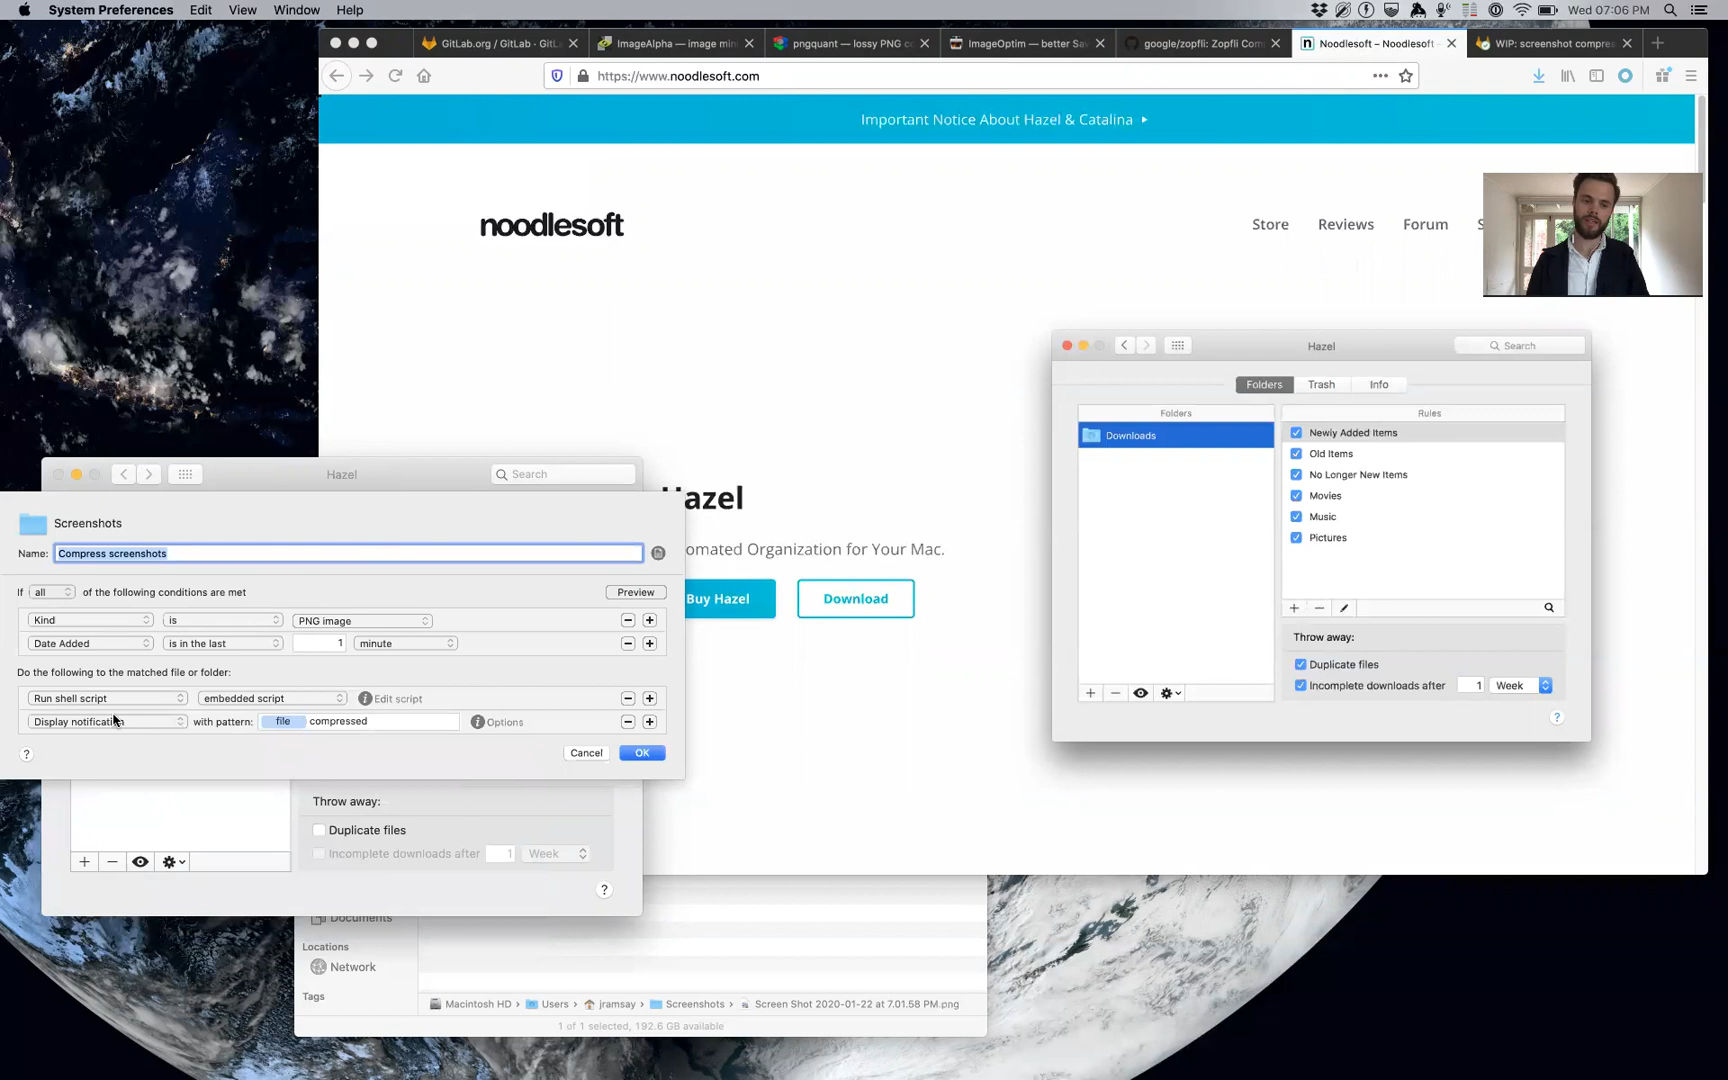 System Preferences Edit View Window Help
Wed 07:06 PM
GitLab.org / GitLab · GitL
ImageAlpha — image min
pngquant — lossy PNG co
ImageOptim — better Sav
google/zopfli: Zopfli Com
Noodlesoft – Noodlesoft
WIP: screenshot compres
https://www.noodlesoft.com
Important Notice About Hazel & Catalina
noodlesoft
Store Reviews Forum S
Hazel
Search
Folders Trash Info
Folders Rules
Downloads
Newly Added Items
Old Items
No Longer New Items
Movies
Music
Pictures
Throw away:
Duplicate files
Incomplete downloads after 1 Week
?
Hazel
omated Organization for Your Mac.
Buy Hazel Download
Hazel
Search
Screenshots
Name: Compress screenshots
If all of the following conditions are met Preview
Kind is PNG image
Date Added is in the last 1 minute
Do the following to the matched file or folder:
Run shell script embedded script Edit script
Display notification with pattern: file compressed Options
? Cancel OK
Throw away:
Duplicate files
Incomplete downloads after 1 Week
?
Documents
Locations
Network
Tags
Macintosh HD Users jramsay Screenshots Screen Shot 2020-01-22 at 7.01.58 PM.png
1 of 1 selected, 192.6 GB available